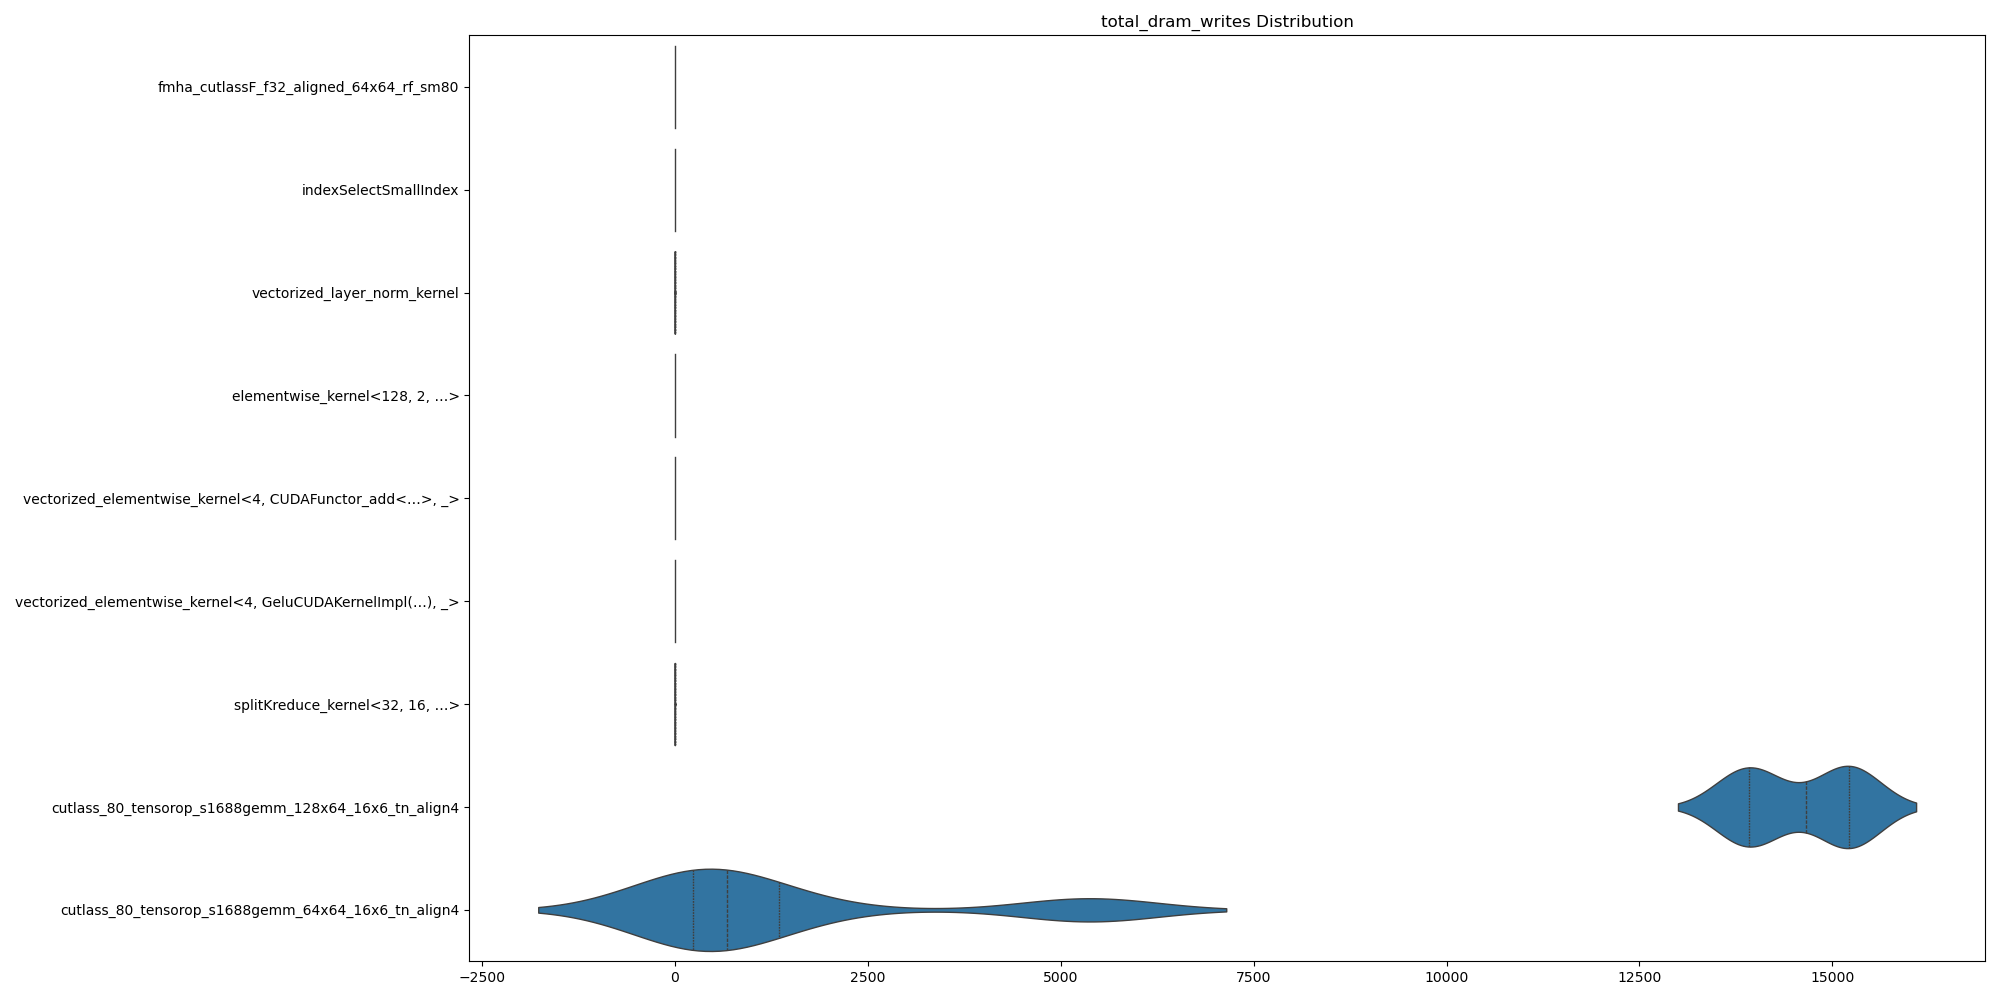 total_dram_writes Distribution
fmha_cutlassF_f32_aligned_64x64_rf_sm80
indexSelectSmallIndex
vectorized_layer_norm_kernel
elementwise_kernel<128, 2, ...>
vectorized_elementwise_kernel<4, CUDAFunctor_add<...>, _>
vectorized_elementwise_kernel<4, GeluCUDAKernelImpl(...), _>
splitKreduce_kernel<32, 16, ...>
cutlass_80_tensorop_s1688gemm_128x64_16x6_tn_align4
cutlass_80_tensorop_s1688gemm_64x64_16x6_tn_align4
−2500 0 2500 5000 7500 10000 12500 15000